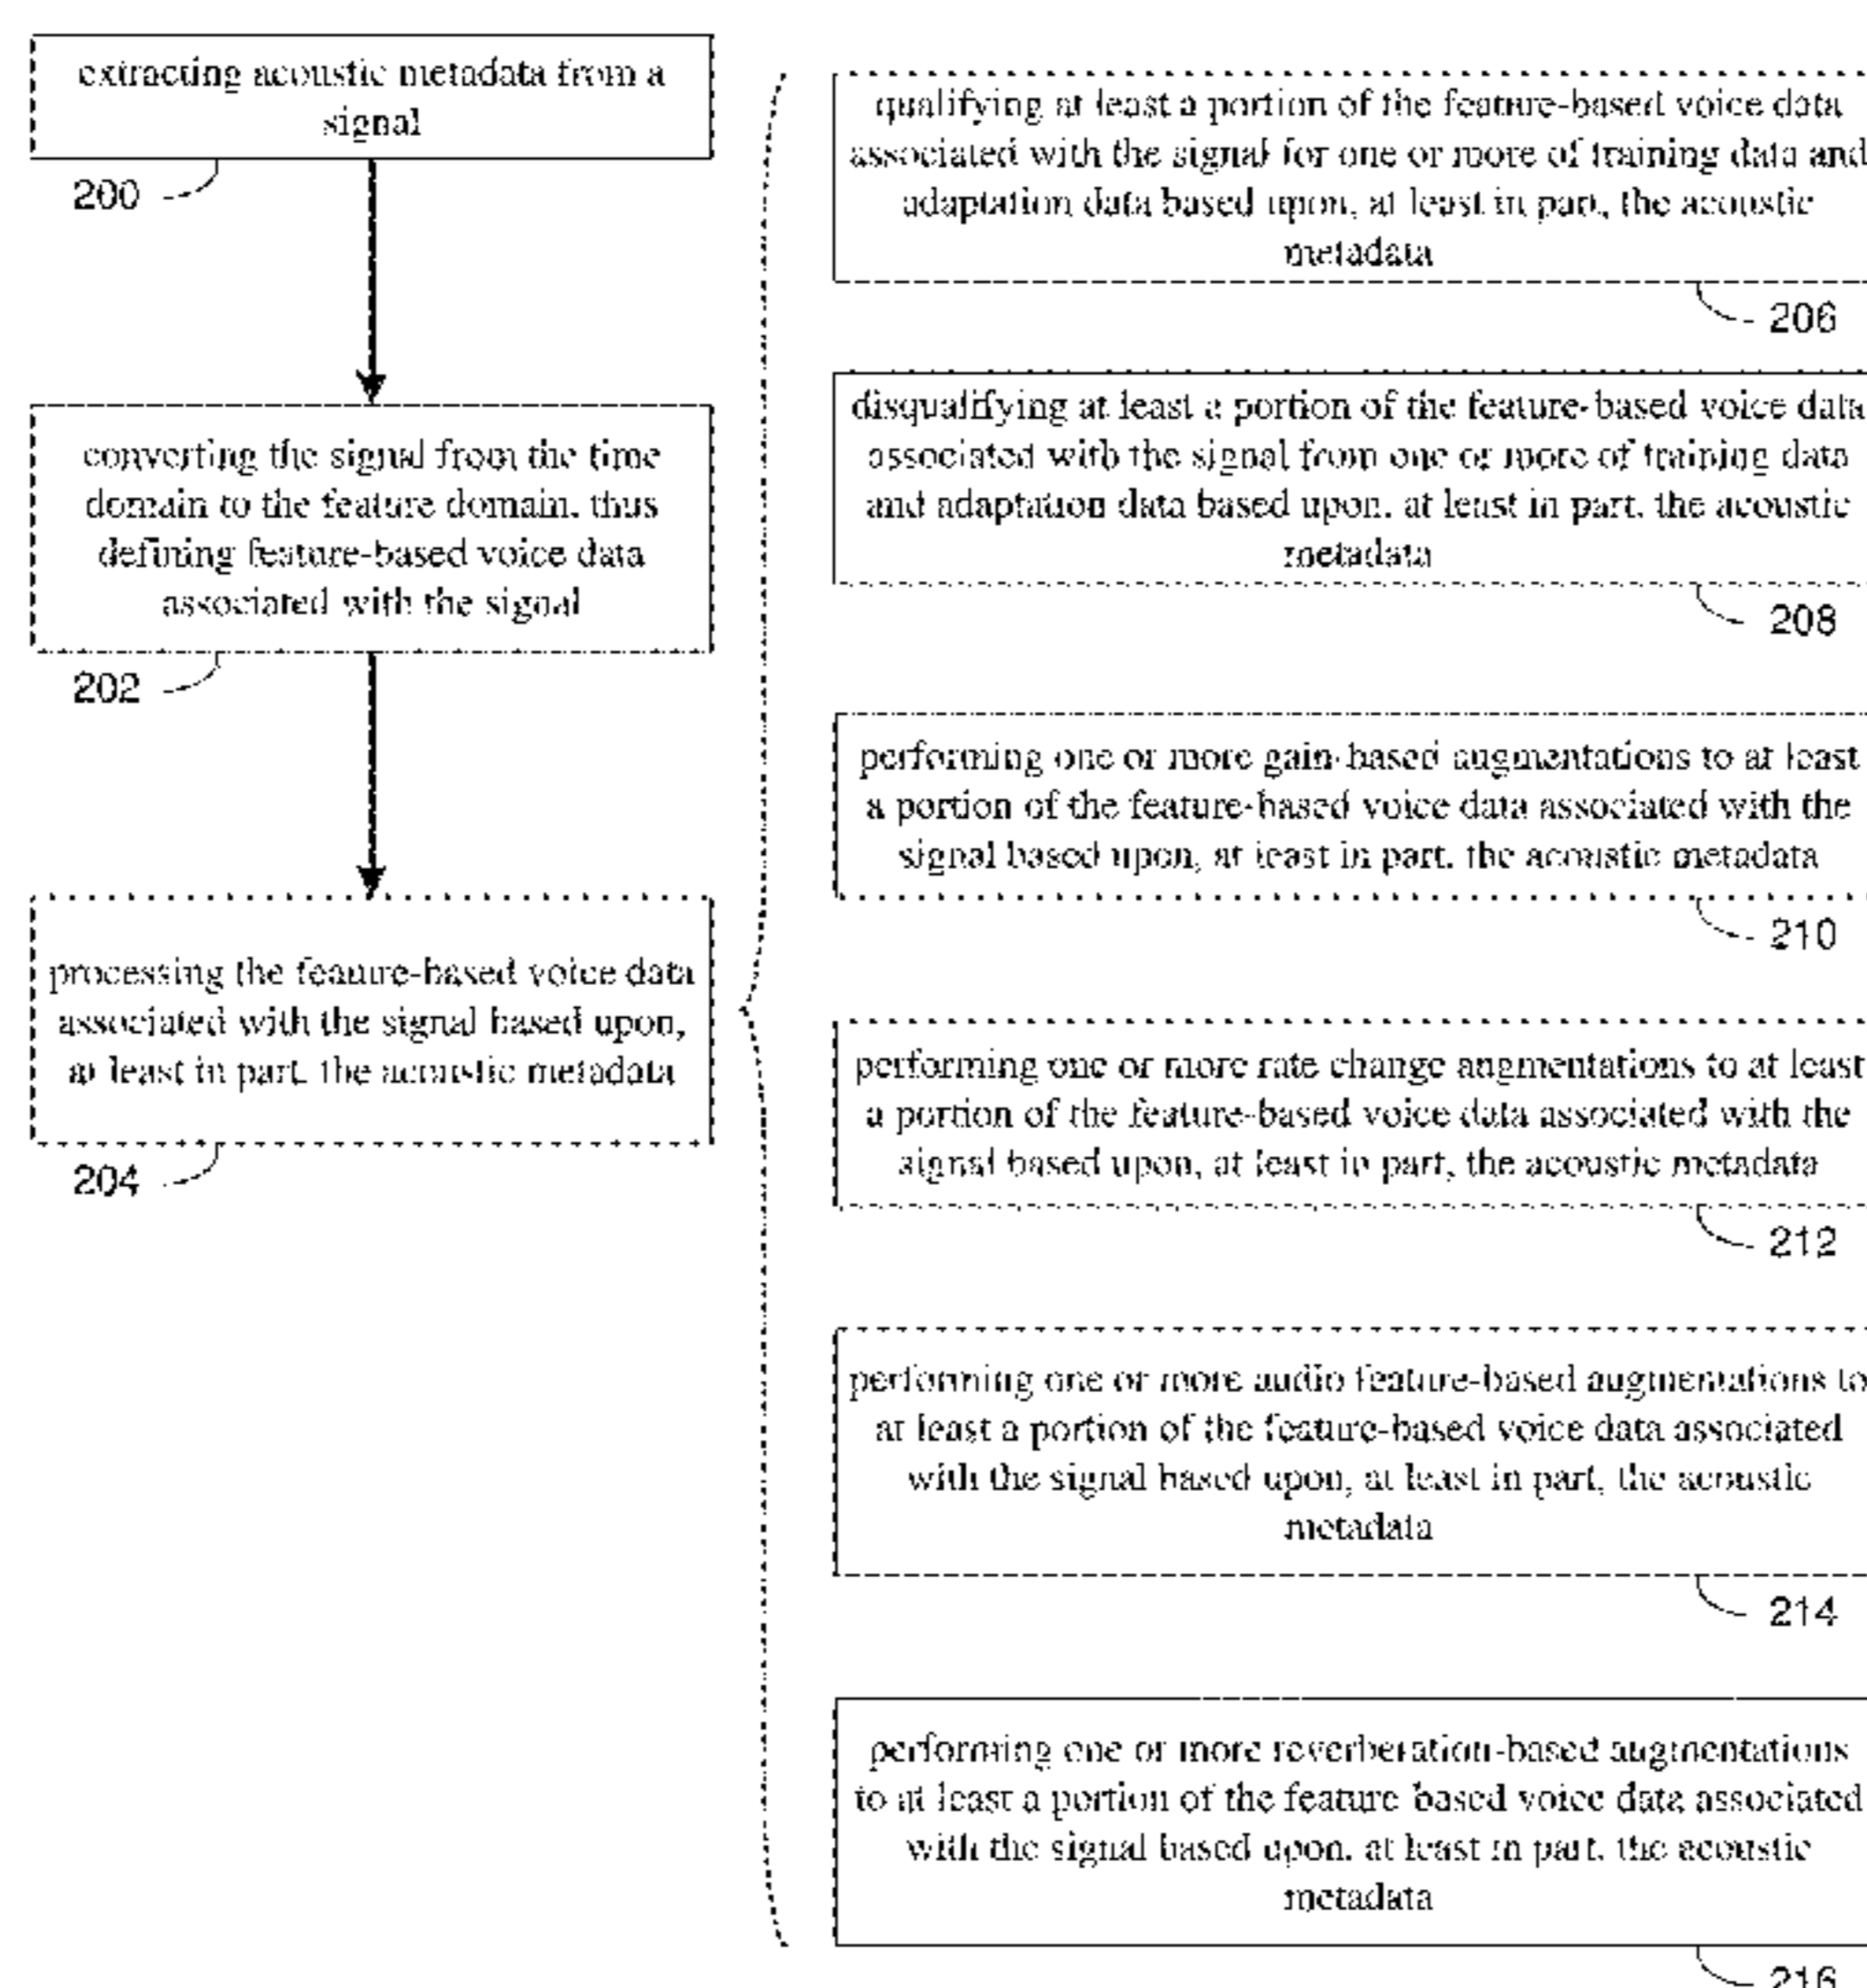 extracting acoustic metadata from a
signal
200
converting the signal from the time
domain to the feature domain, thus
defining feature-based voice data
associated with the signal
202
processing the feature-based voice data
associated with the signal based upon,
at least in part, the acoustic metadata
204
qualifying at least a portion of the feature-based voice data
associated with the signal for one or more of training data and
adaptation data based upon, at least in part, the acoustic
metadata
206
disqualifying at least a portion of the feature-based voice data
associated with the signal from one or more of training data
and adaptation data based upon, at least in part, the acoustic
metadata
208
performing one or more gain-based augmentations to at least
a portion of the feature-based voice data associated with the
signal based upon, at least in part, the acoustic metadata
210
performing one or more rate change augmentations to at least
a portion of the feature-based voice data associated with the
signal based upon, at least in part, the acoustic metadata
212
performing one or more audio feature-based augmentations to
at least a portion of the feature-based voice data associated
with the signal based upon, at least in part, the acoustic
metadata
214
performing one or more reverberation-based augmentations
to at least a portion of the feature-based voice data associated
with the signal based upon, at least in part, the acoustic
metadata
216